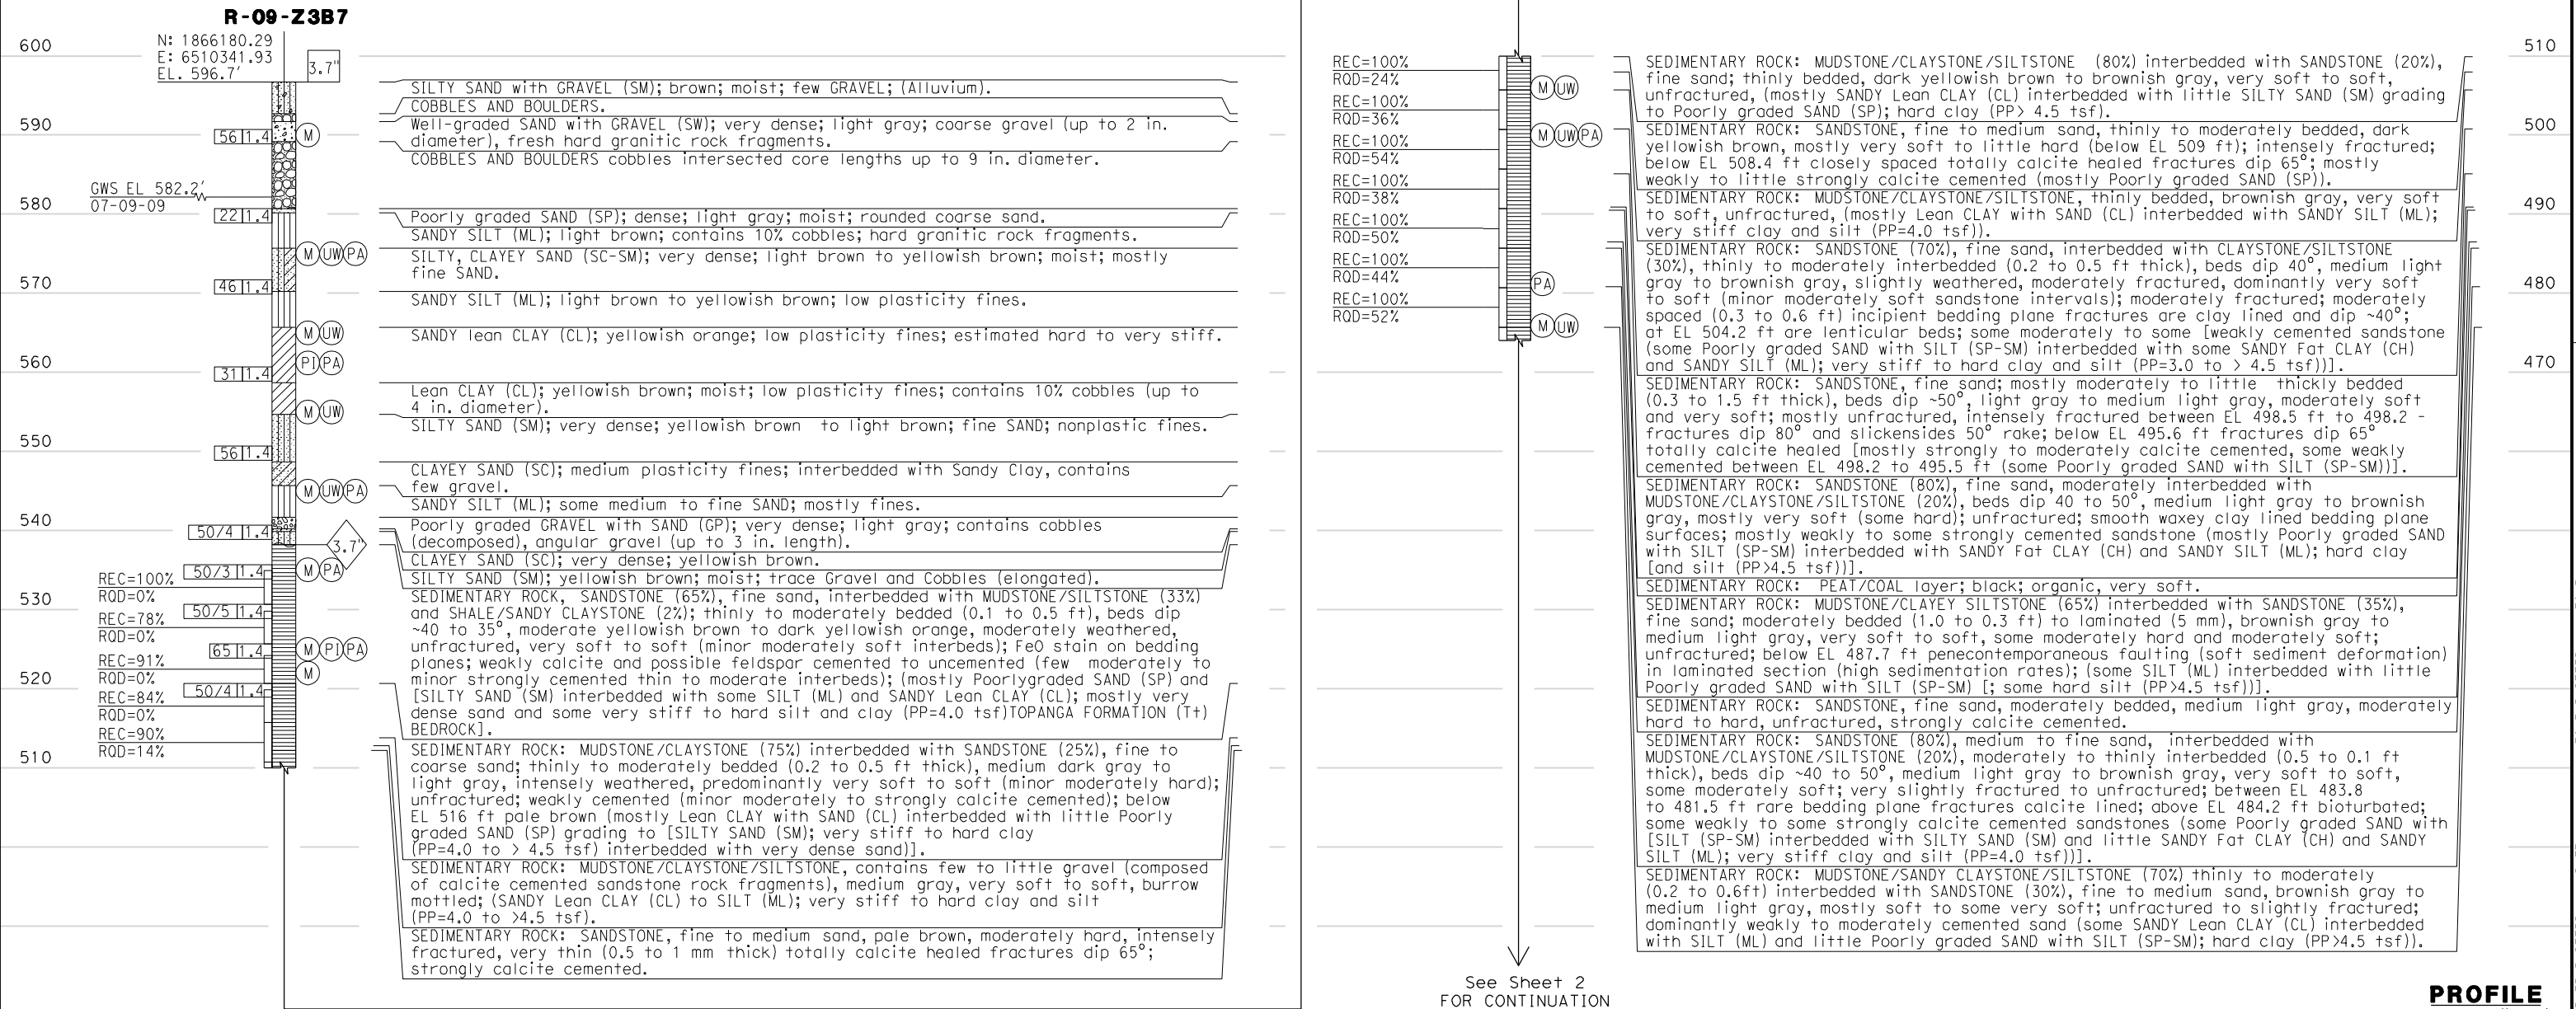 R-09-Z3B7
N: 1866180.29
E: 6510341.93
EL. 596.7′
3.7"
600
590
580
570
560
550
540
530
520
510
56 1.4
M
GWS EL 582.2′
07-09-09
22 1.4
M UW PA
46 1.4
M UW
PI PA
31 1.4
M UW
56 1.4
M UW PA
50/4 1.4
3.7"
50/3 1.4
M PA
REC=100%
RQD=0%
50/5 1.4
REC=78%
RQD=0%
65 1.4
M PI PA
REC=91%
RQD=0%
M
50/4 1.4
REC=84%
RQD=0%
REC=90%
RQD=14%
SILTY SAND with GRAVEL (SM); brown; moist; few GRAVEL; (Alluvium).
COBBLES AND BOULDERS.
Well-graded SAND with GRAVEL (SW); very dense; light gray; coarse gravel (up to 2 in.
diameter), fresh hard granitic rock fragments.
COBBLES AND BOULDERS cobbles intersected core lengths up to 9 in. diameter.
Poorly graded SAND (SP); dense; light gray; moist; rounded coarse sand.
SANDY SILT (ML); light brown; contains 10% cobbles; hard granitic rock fragments.
SILTY, CLAYEY SAND (SC-SM); very dense; light brown to yellowish brown; moist; mostly
fine SAND.
SANDY SILT (ML); light brown to yellowish brown; low plasticity fines.
SANDY lean CLAY (CL); yellowish orange; low plasticity fines; estimated hard to very stiff.
Lean CLAY (CL); yellowish brown; moist; low plasticity fines; contains 10% cobbles (up to
4 in. diameter).
SILTY SAND (SM); very dense; yellowish brown  to light brown; fine SAND; nonplastic fines.
CLAYEY SAND (SC); medium plasticity fines; interbedded with Sandy Clay, contains
few gravel.
SANDY SILT (ML); some medium to fine SAND; mostly fines.
Poorly graded GRAVEL with SAND (GP); very dense; light gray; contains cobbles
(decomposed), angular gravel (up to 3 in. length).
CLAYEY SAND (SC); very dense; yellowish brown.
SILTY SAND (SM); yellowish brown; moist; trace Gravel and Cobbles (elongated).
SEDIMENTARY ROCK, SANDSTONE (65%), fine sand, interbedded with MUDSTONE/SILTSTONE (33%)
and SHALE/SANDY CLAYSTONE (2%); thinly to moderately bedded (0.1 to 0.5 ft), beds dip
~40 to 35°, moderate yellowish brown to dark yellowish orange, moderately weathered,
unfractured, very soft to soft (minor moderately soft interbeds); FeO stain on bedding
planes; weakly calcite and possible feldspar cemented to uncemented (few  moderately to
minor strongly cemented thin to moderate interbeds); (mostly Poorlygraded SAND (SP) and
[SILTY SAND (SM) interbedded with some SILT (ML) and SANDY Lean CLAY (CL); mostly very
dense sand and some very stiff to hard silt and clay (PP=4.0 tsf)TOPANGA FORMATION (Tt)
BEDROCK].
SEDIMENTARY ROCK: MUDSTONE/CLAYSTONE (75%) interbedded with SANDSTONE (25%), fine to
coarse sand; thinly to moderately bedded (0.2 to 0.5 ft thick), medium dark gray to
light gray, intensely weathered, predominantly very soft to soft (minor moderately hard);
unfractured; weakly cemented (minor moderately to strongly calcite cemented); below
EL 516 ft pale brown (mostly Lean CLAY with SAND (CL) interbedded with little Poorly
graded SAND (SP) grading to [SILTY SAND (SM); very stiff to hard clay
(PP=4.0 to > 4.5 tsf) interbedded with very dense sand)].
SEDIMENTARY ROCK: MUDSTONE/CLAYSTONE/SILTSTONE, contains few to little gravel (composed
of calcite cemented sandstone rock fragments), medium gray, very soft to soft, burrow
mottled; (SANDY Lean CLAY (CL) to SILT (ML); very stiff to hard clay and silt
(PP=4.0 to >4.5 tsf).
SEDIMENTARY ROCK: SANDSTONE, fine to medium sand, pale brown, moderately hard, intensely
fractured, very thin (0.5 to 1 mm thick) totally calcite healed fractures dip 65°;
strongly calcite cemented.
REC=100%
RQD=24%
M UW
REC=100%
RQD=36%
M UW PA
REC=100%
RQD=54%
REC=100%
RQD=38%
REC=100%
RQD=50%
REC=100%
RQD=44%
PA
REC=100%
RQD=52%
M UW
See Sheet 2
FOR CONTINUATION
SEDIMENTARY ROCK: MUDSTONE/CLAYSTONE/SILTSTONE  (80%) interbedded with SANDSTONE (20%),
fine sand; thinly bedded, dark yellowish brown to brownish gray, very soft to soft,
unfractured, (mostly SANDY Lean CLAY (CL) interbedded with little SILTY SAND (SM) grading
to Poorly graded SAND (SP); hard clay (PP> 4.5 tsf).
SEDIMENTARY ROCK: SANDSTONE, fine to medium sand, thinly to moderately bedded, dark
yellowish brown, mostly very soft to little hard (below EL 509 ft); intensely fractured;
below EL 508.4 ft closely spaced totally calcite healed fractures dip 65°; mostly
weakly to little strongly calcite cemented (mostly Poorly graded SAND (SP)).
SEDIMENTARY ROCK: MUDSTONE/CLAYSTONE/SILTSTONE, thinly bedded, brownish gray, very soft
to soft, unfractured, (mostly Lean CLAY with SAND (CL) interbedded with SANDY SILT (ML);
very stiff clay and silt (PP=4.0 tsf)).
SEDIMENTARY ROCK: SANDSTONE (70%), fine sand, interbedded with CLAYSTONE/SILTSTONE
(30%), thinly to moderately interbedded (0.2 to 0.5 ft thick), beds dip 40°, medium light
gray to brownish gray, slightly weathered, moderately fractured, dominantly very soft
to soft (minor moderately soft sandstone intervals); moderately fractured; moderately
spaced (0.3 to 0.6 ft) incipient bedding plane fractures are clay lined and dip ~40°;
at EL 504.2 ft are lenticular beds; some moderately to some [weakly cemented sandstone
(some Poorly graded SAND with SILT (SP-SM) interbedded with some SANDY Fat CLAY (CH)
and SANDY SILT (ML); very stiff to hard clay and silt (PP=3.0 to > 4.5 tsf))].
SEDIMENTARY ROCK: SANDSTONE, fine sand; mostly moderately to little  thickly bedded
(0.3 to 1.5 ft thick), beds dip ~50°, light gray to medium light gray, moderately soft
and very soft; mostly unfractured, intensely fractured between EL 498.5 ft to 498.2 -
fractures dip 80° and slickensides 50° rake; below EL 495.6 ft fractures dip 65°
totally calcite healed [mostly strongly to moderately calcite cemented, some weakly
cemented between EL 498.2 to 495.5 ft (some Poorly graded SAND with SILT (SP-SM))].
SEDIMENTARY ROCK: SANDSTONE (80%), fine sand, moderately interbedded with
MUDSTONE/CLAYSTONE/SILTSTONE (20%), beds dip 40 to 50°, medium light gray to brownish
gray, mostly very soft (some hard); unfractured; smooth waxey clay lined bedding plane
surfaces; mostly weakly to some strongly cemented sandstone (mostly Poorly graded SAND
with SILT (SP-SM) interbedded with SANDY Fat CLAY (CH) and SANDY SILT (ML); hard clay
[and silt (PP>4.5 tsf))].
SEDIMENTARY ROCK:  PEAT/COAL layer; black; organic, very soft.
SEDIMENTARY ROCK: MUDSTONE/CLAYEY SILTSTONE (65%) interbedded with SANDSTONE (35%),
fine sand; moderately bedded (1.0 to 0.3 ft) to laminated (5 mm), brownish gray to
medium light gray, very soft to soft, some moderately hard and moderately soft;
unfractured; below EL 487.7 ft penecontemporaneous faulting (soft sediment deformation)
in laminated section (high sedimentation rates); (some SILT (ML) interbedded with little
Poorly graded SAND with SILT (SP-SM) [; some hard silt (PP>4.5 tsf))].
SEDIMENTARY ROCK: SANDSTONE, fine sand, moderately bedded, medium light gray, moderately
hard to hard, unfractured, strongly calcite cemented.
SEDIMENTARY ROCK: SANDSTONE (80%), medium to fine sand,  interbedded with
MUDSTONE/CLAYSTONE/SILTSTONE (20%), moderately to thinly interbedded (0.5 to 0.1 ft
thick), beds dip ~40 to 50°, medium light gray to brownish gray, very soft to soft,
some moderately soft; very slightly fractured to unfractured; between EL 483.8
to 481.5 ft rare bedding plane fractures calcite lined; above EL 484.2 ft bioturbated;
some weakly to some strongly calcite cemented sandstones (some Poorly graded SAND with
[SILT (SP-SM) interbedded with SILTY SAND (SM) and little SANDY Fat CLAY (CH) and SANDY
SILT (ML); very stiff clay and silt (PP=4.0 tsf))].
SEDIMENTARY ROCK: MUDSTONE/SANDY CLAYSTONE/SILTSTONE (70%) thinly to moderately
(0.2 to 0.6ft) interbedded with SANDSTONE (30%), fine to medium sand, brownish gray to
medium light gray, mostly soft to some very soft; unfractured to slightly fractured;
dominantly weakly to moderately cemented sand (some SANDY Lean CLAY (CL) interbedded
with SILT (ML) and little Poorly graded SAND with SILT (SP-SM); hard clay (PP>4.5 tsf)).
510
500
490
480
470
PROFILE